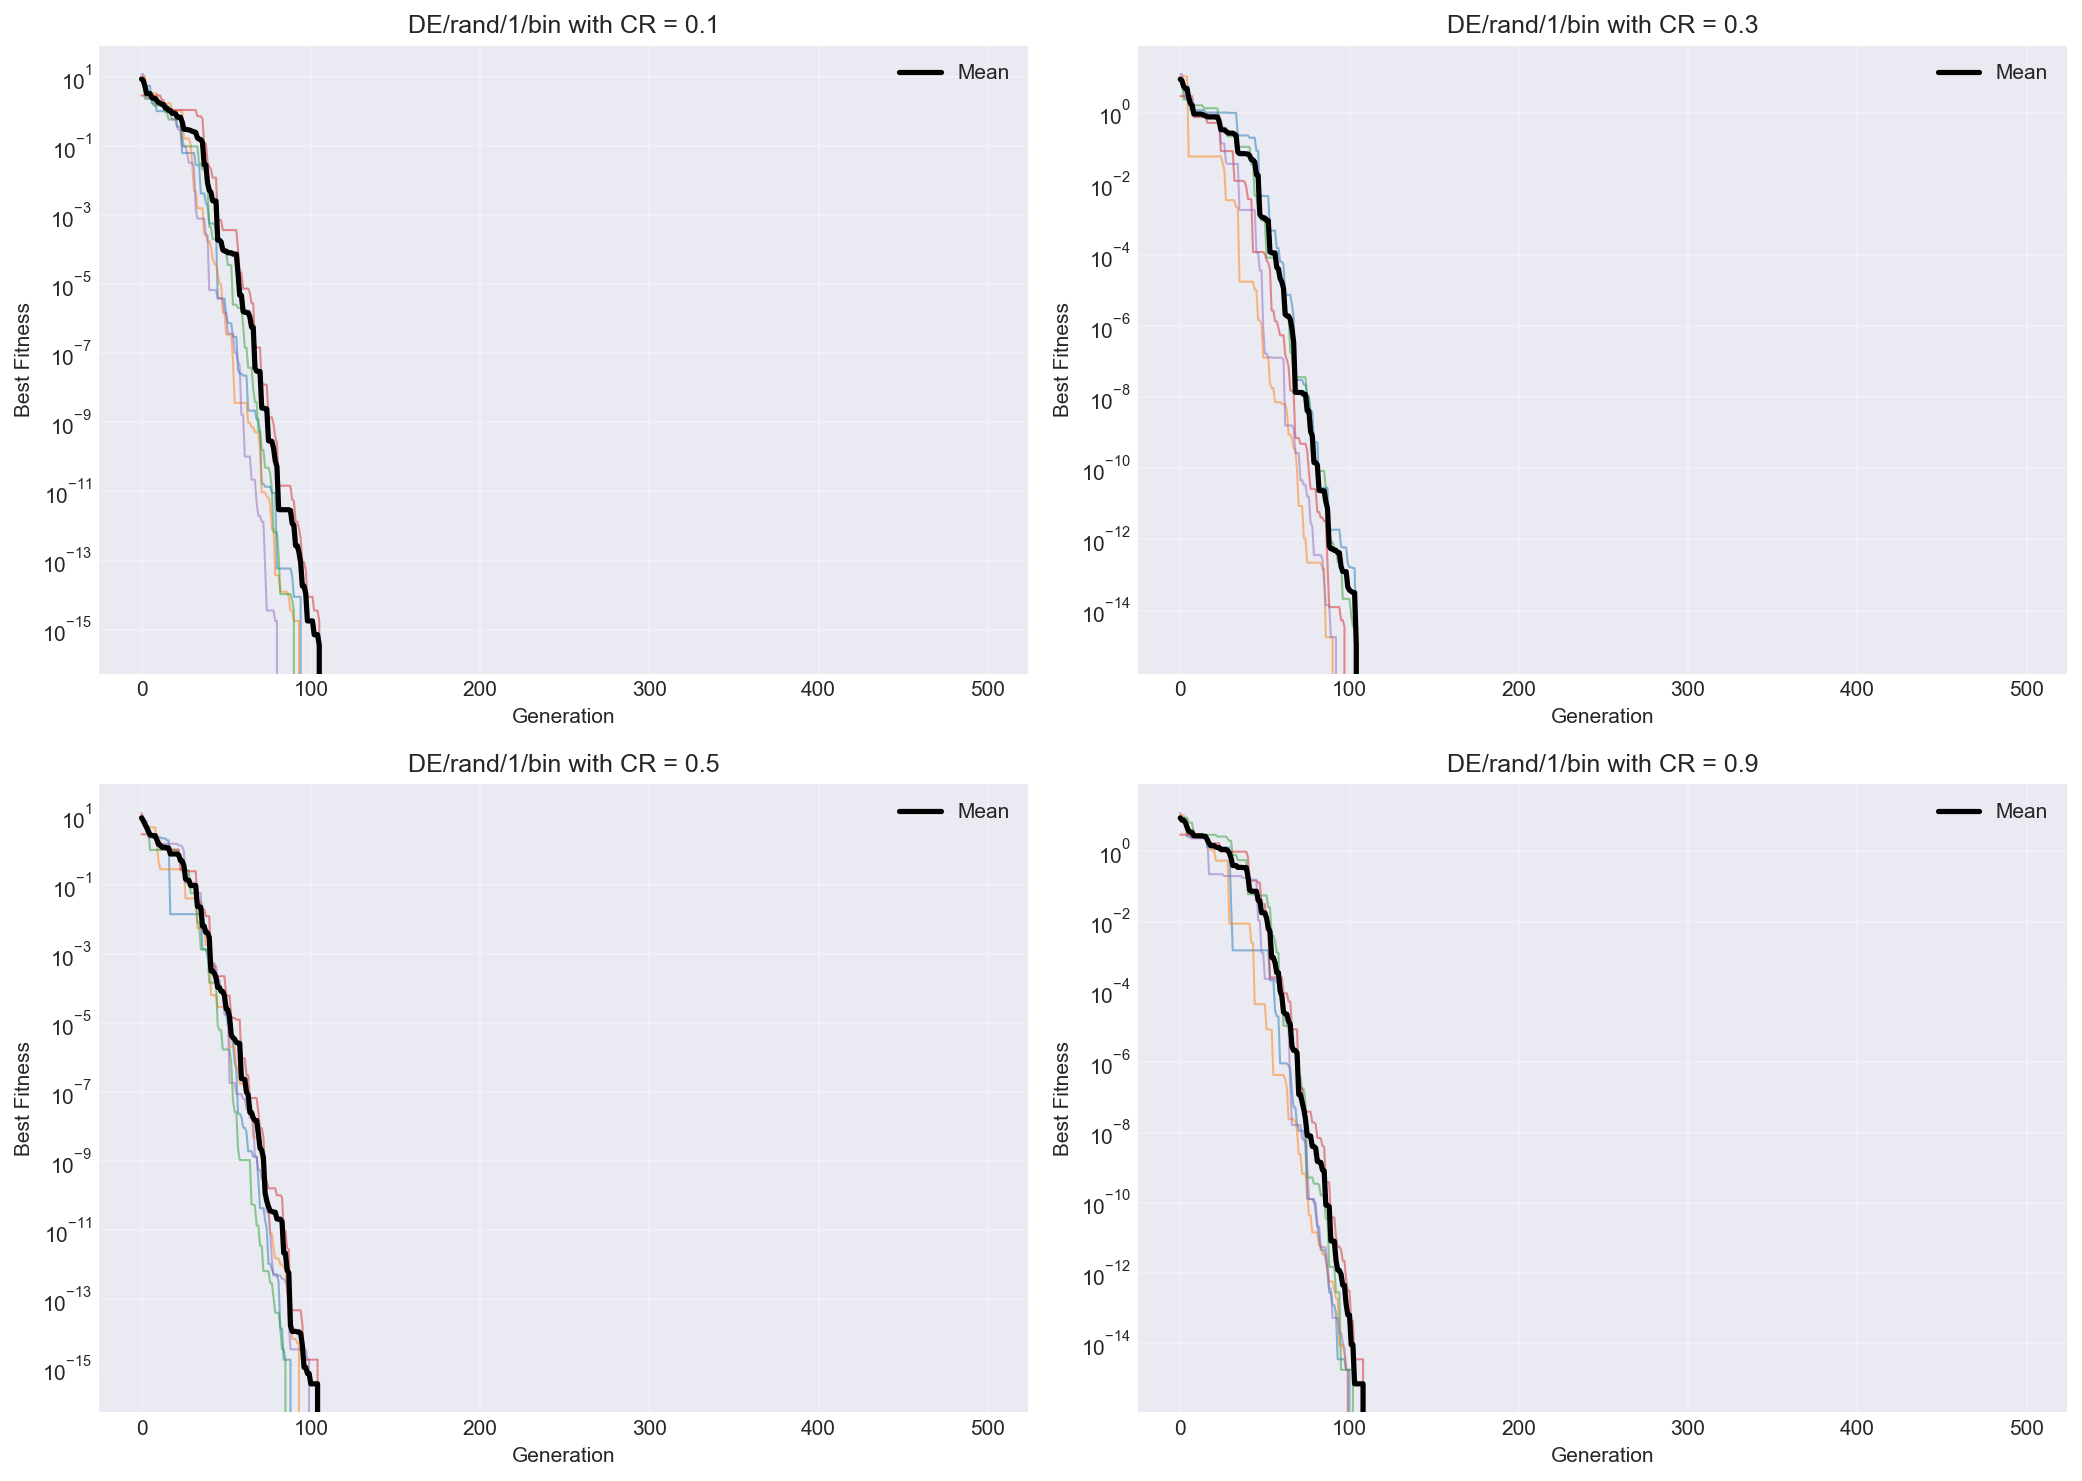 DE/rand/1/bin with CR = 0.1
Mean
10^1
10^−1
10^−3
10^−5
10^−7
10^−9
10^−11
10^−13
10^−15
Best Fitness
0 100 200 300 400 500
Generation
DE/rand/1/bin with CR = 0.3
Mean
10^0
10^−2
10^−4
10^−6
10^−8
10^−10
10^−12
10^−14
Best Fitness
0 100 200 300 400 500
Generation
DE/rand/1/bin with CR = 0.5
Mean
10^1
10^−1
10^−3
10^−5
10^−7
10^−9
10^−11
10^−13
10^−15
Best Fitness
0 100 200 300 400 500
Generation
DE/rand/1/bin with CR = 0.9
Mean
10^0
10^−2
10^−4
10^−6
10^−8
10^−10
10^−12
10^−14
Best Fitness
0 100 200 300 400 500
Generation